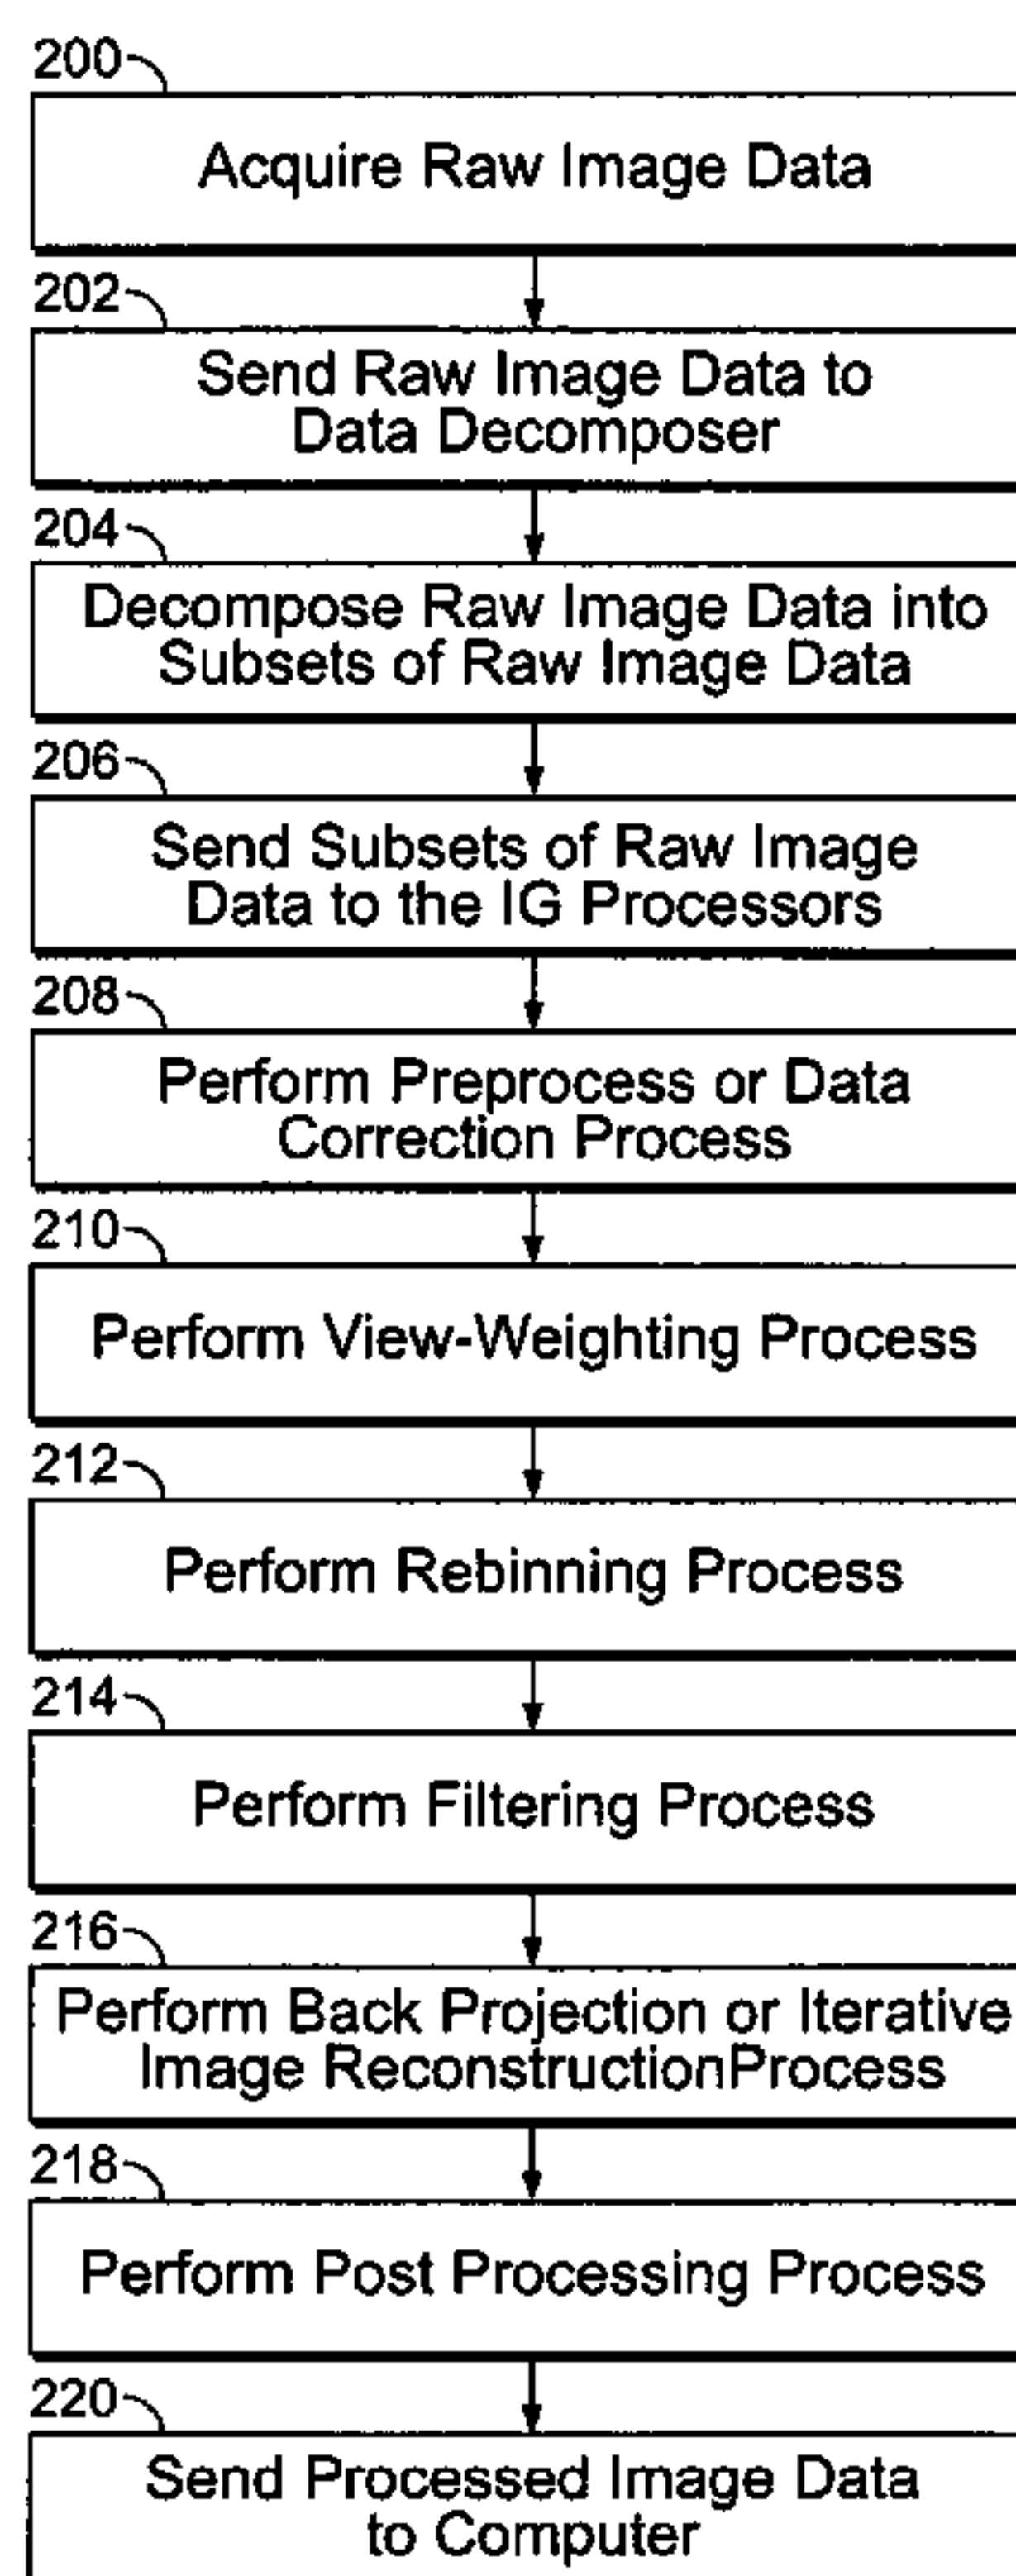 200
Acquire Raw Image Data
202
Send Raw Image Data to
Data Decomposer
204
Decompose Raw Image Data into
Subsets of Raw Image Data
206
Send Subsets of Raw Image
Data to the IG Processors
208
Perform Preprocess or Data
Correction Process
210
Perform View-Weighting Process
212
Perform Rebinning Process
214
Perform Filtering Process
216
Perform Back Projection or Iterative
Image ReconstructionProcess
218
Perform Post Processing Process
220
Send Processed Image Data
to Computer